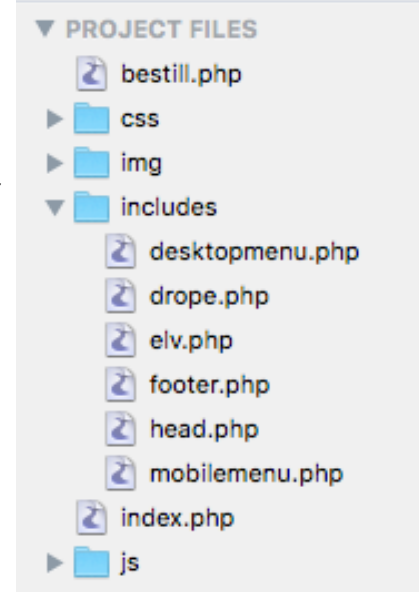 PROJECT FILES
bestill.php
css
img
includes
desktopmenu.php
drope.php
elv.php
footer.php
head.php
mobilemenu.php
index.php
js